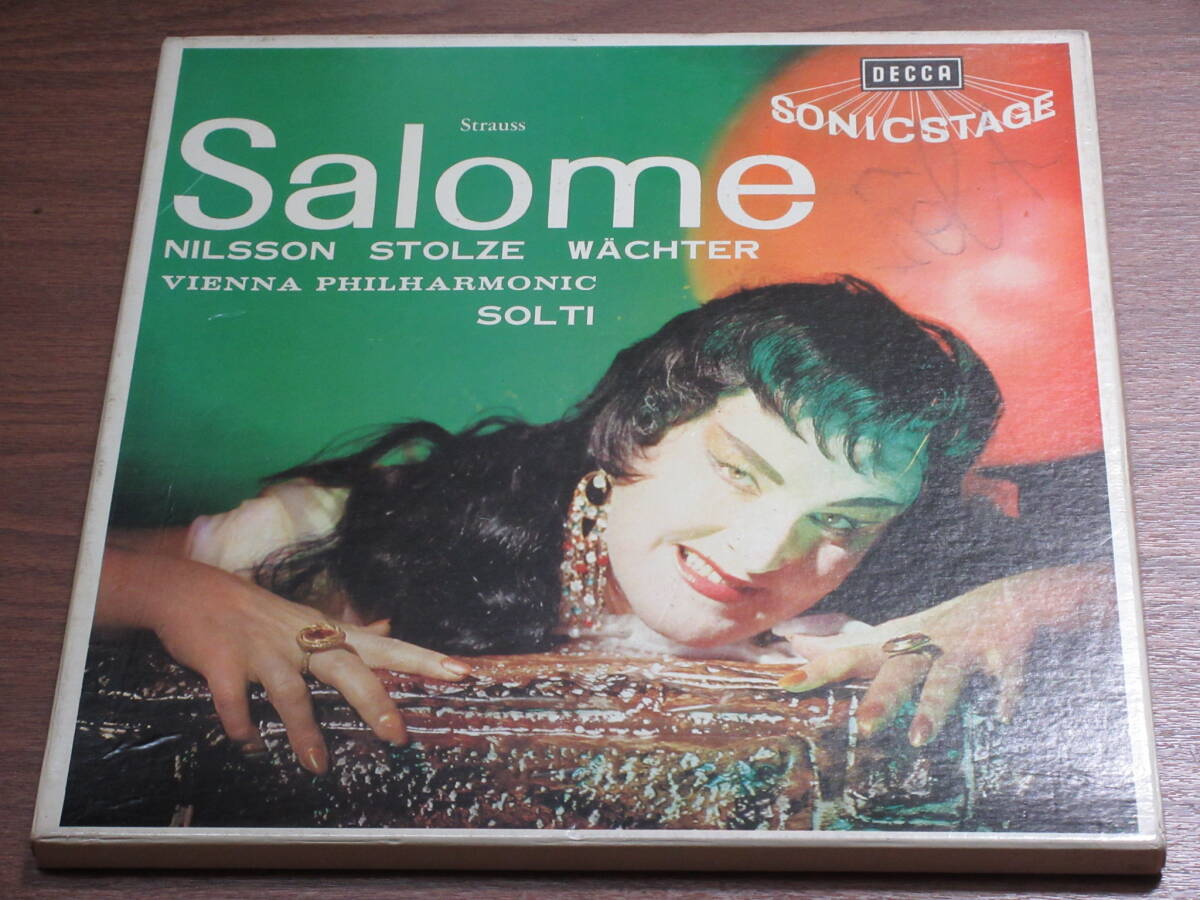 DECCA
SONICSTAGE
Strauss
Salome
NILSSON STOLZE WÄCHTER
VIENNA PHILHARMONIC
SOLTI